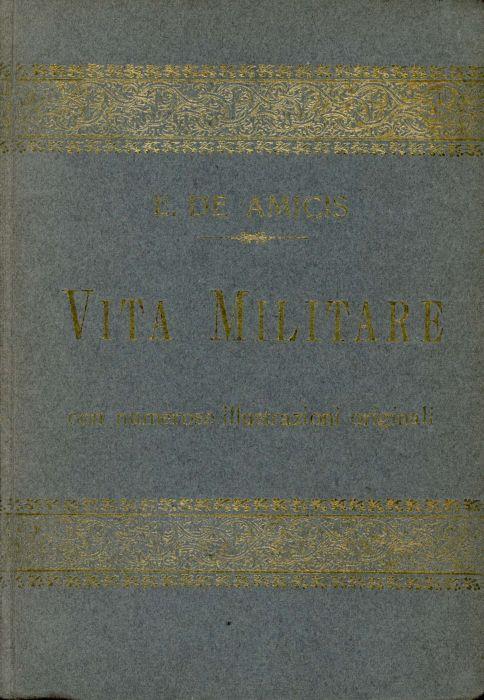 E. DE AMICIS
VITA MILITARE
con numerose illustrazioni originali